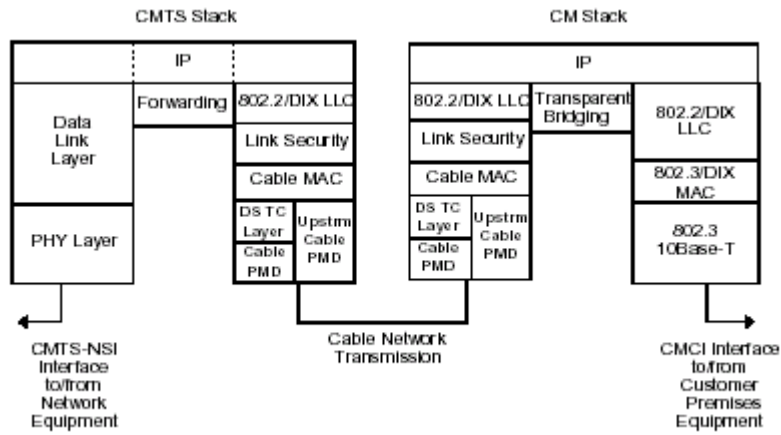 CMTS Stack
CM Stack
IP
IP
Data
Link
Layer
PHY Layer
Forwarding
802.2/DIX LLC
Link Security
Cable MAC
DS TC
Layer
Cable
PMD
Upstrm
Cable
PMD
802.2/DIX LLC
Link Security
Cable MAC
DS TC
Layer
Cable
PMD
Upstrm
Cable
PMD
Transparent
Bridging
802.2/DIX
LLC
802.3/DIX
MAC
802.3
10Base-T
CMTS-NSI
Interface
to/from
Network
Equipment
Cable Network
Transmission
CMCI Interface
to/from
Customer
Premises
Equipment